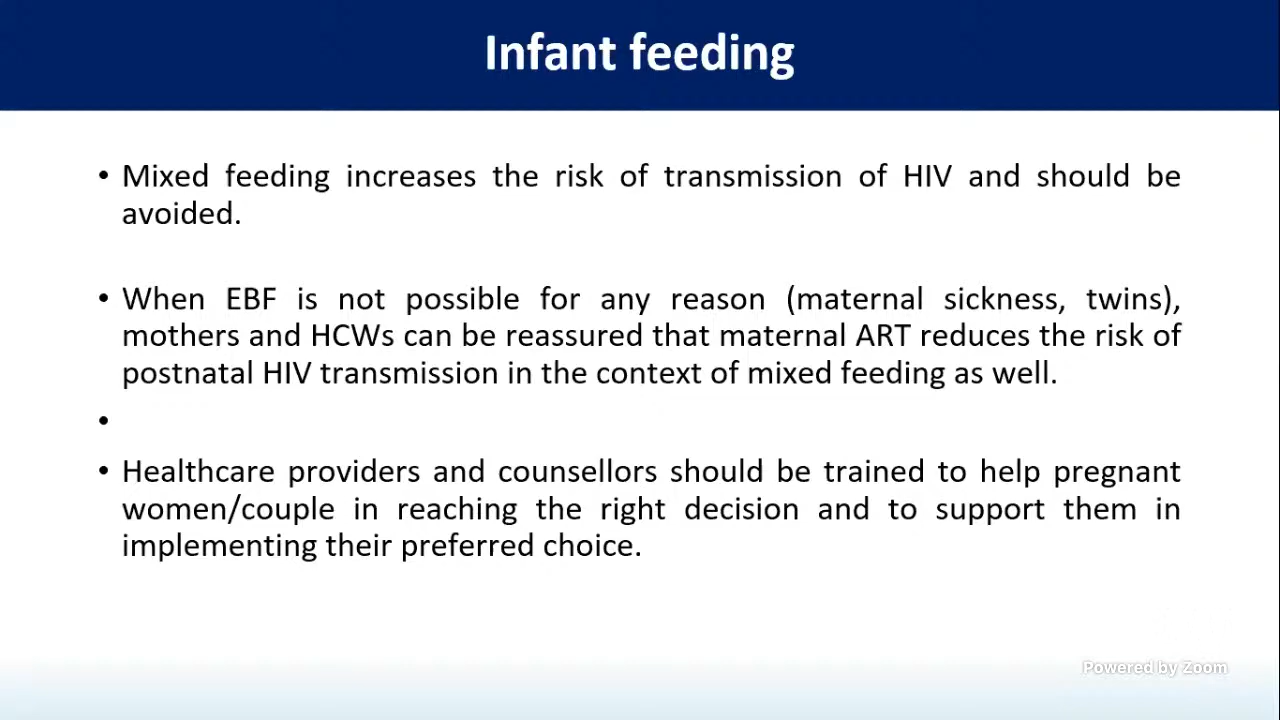 Infant feeding
• Mixed feeding increases the risk of transmission of HIV and should be
avoided.
• When EBF is not possible for any reason (maternal sickness, twins),
mothers and HCWs can be reassured that maternal ART reduces the risk of
postnatal HIV transmission in the context of mixed feeding as well.
•
• Healthcare providers and counsellors should be trained to help pregnant
women/couple in reaching the right decision and to support them in
implementing their preferred choice.
Powered by Zoom